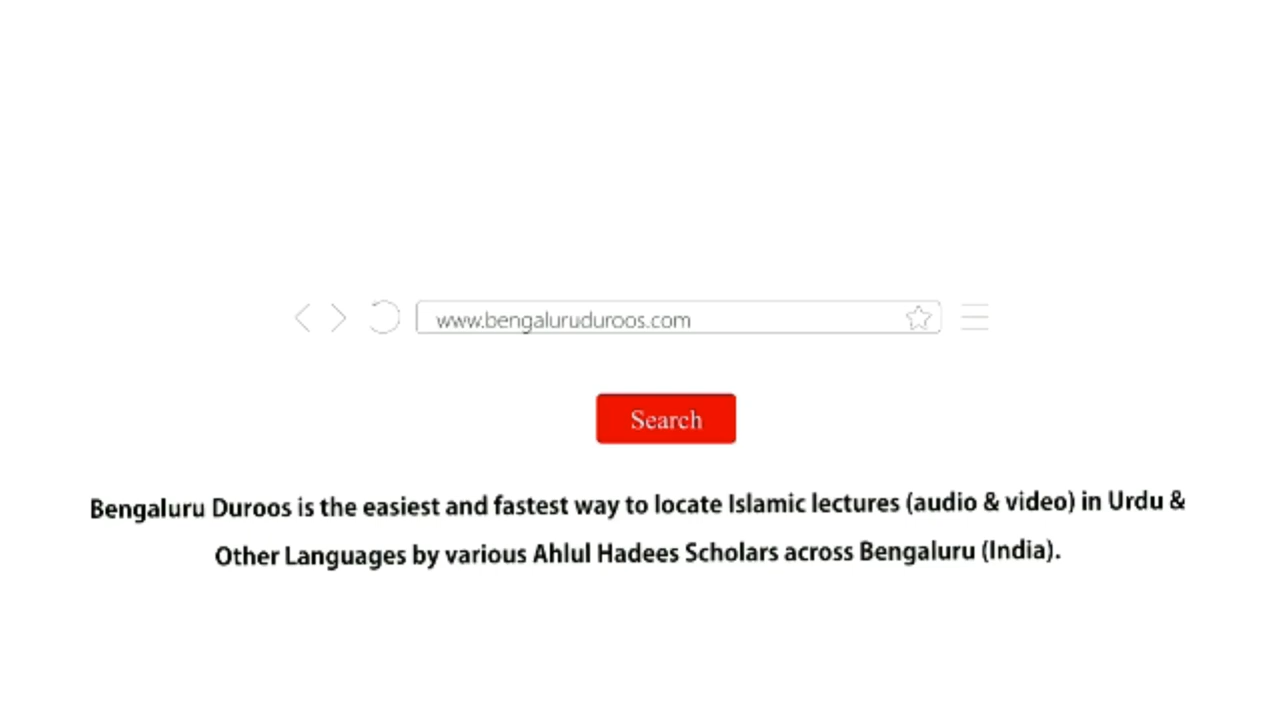 www.bengaluruduroos.com
Search
Bengaluru Duroos is the easiest and fastest way to locate Islamic lectures (audio & video) in Urdu &
Other Languages by various Ahlul Hadees Scholars across Bengaluru (India).